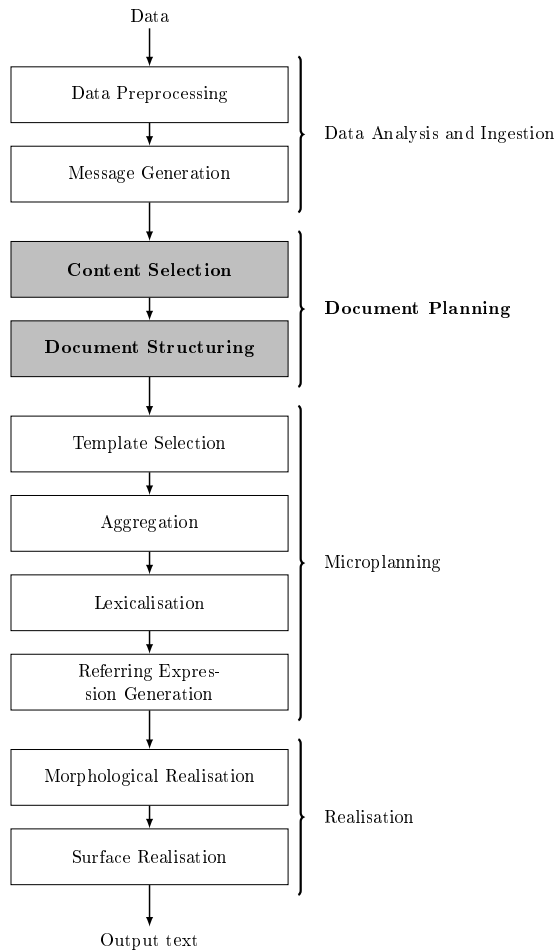 Data
Data Preprocessing
Data Analysis and Ingestion
Message Generation
Content Selection
Document Planning
Document Structuring
Template Selection
Aggregation
Microplanning
Lexicalisation
Referring Expres-
sion Generation
Morphological Realisation
Realisation
Surface Realisation
Output text